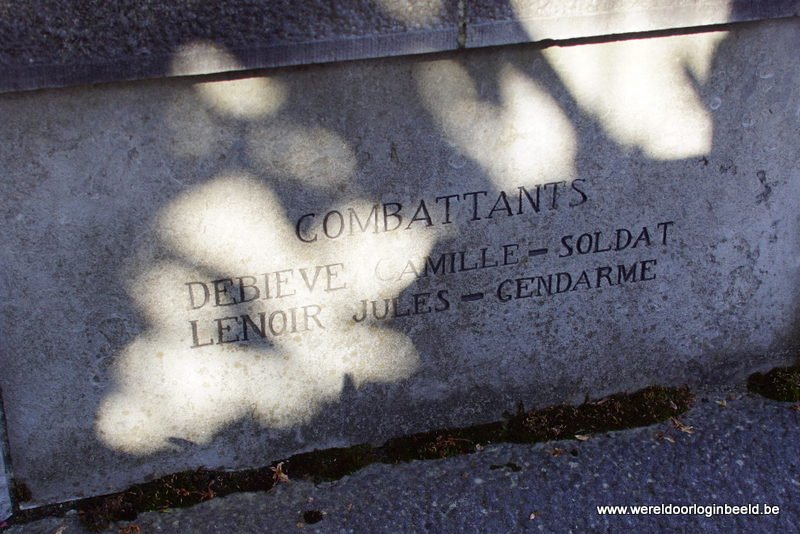 COMBATTANTS
DEBIEVE CAMILLE - SOLDAT
LENOIR JULES - GENDARME
www.wereldoorloginbeeld.be